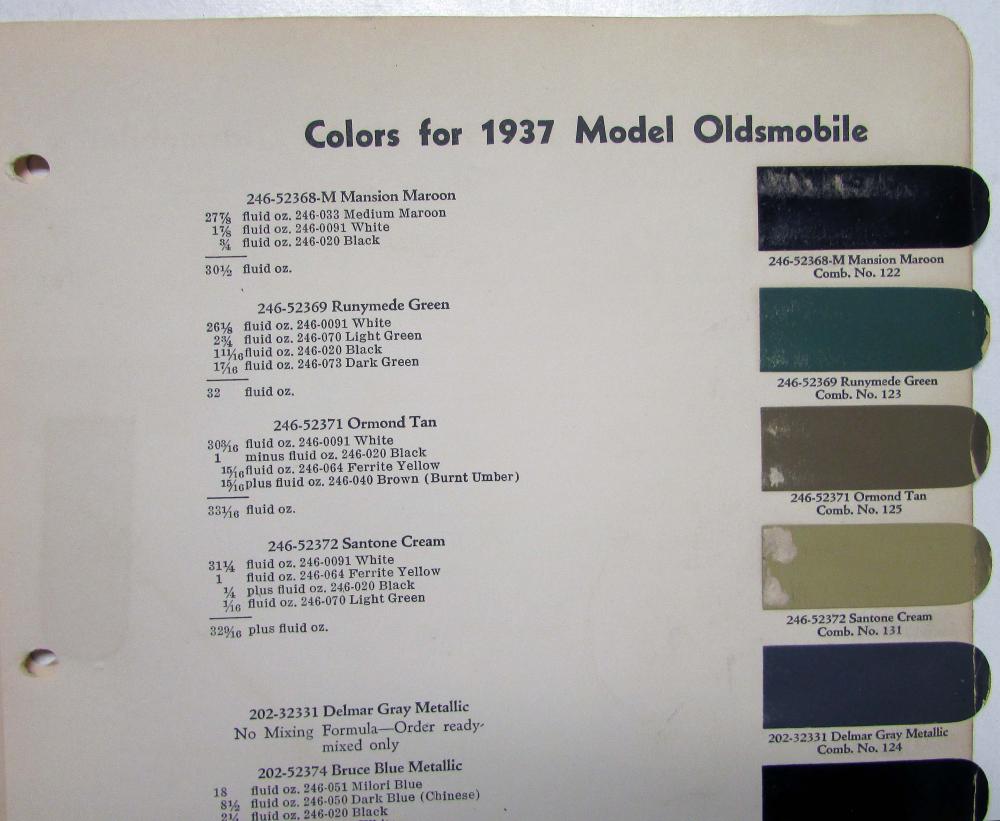 Colors for 1937 Model Oldsmobile
246-52368-M Mansion Maroon
27⅞ fluid oz. 246-033 Medium Maroon
1⅞ fluid oz. 246-0091 White
¾ fluid oz. 246-020 Black
30½ fluid oz.
246-52369 Runymede Green
26⅛ fluid oz. 246-0091 White
2¾ fluid oz. 246-070 Light Green
1 11/16 fluid oz. 246-020 Black
1 7/16 fluid oz. 246-073 Dark Green
32 fluid oz.
246-52371 Ormond Tan
30 3/16 fluid oz. 246-0091 White
1 minus fluid oz. 246-020 Black
15/16 fluid oz. 246-064 Ferrite Yellow
15/16 plus fluid oz. 246-040 Brown (Burnt Umber)
33 1/16 fluid oz.
246-52372 Santone Cream
31¼ fluid oz. 246-0091 White
1 fluid oz. 246-064 Ferrite Yellow
¼ plus fluid oz. 246-020 Black
1/16 fluid oz. 246-070 Light Green
32 9/16 plus fluid oz.
202-32331 Delmar Gray Metallic
No Mixing Formula—Order ready-
mixed only
202-52374 Bruce Blue Metallic
18 fluid oz. 246-051 Milori Blue
8½ fluid oz. 246-050 Dark Blue (Chinese)
2¼ fluid oz. 246-020 Black
246-52368-M Mansion Maroon
Comb. No. 122
246-52369 Runymede Green
Comb. No. 123
246-52371 Ormond Tan
Comb. No. 125
246-52372 Santone Cream
Comb. No. 131
202-32331 Delmar Gray Metallic
Comb. No. 124